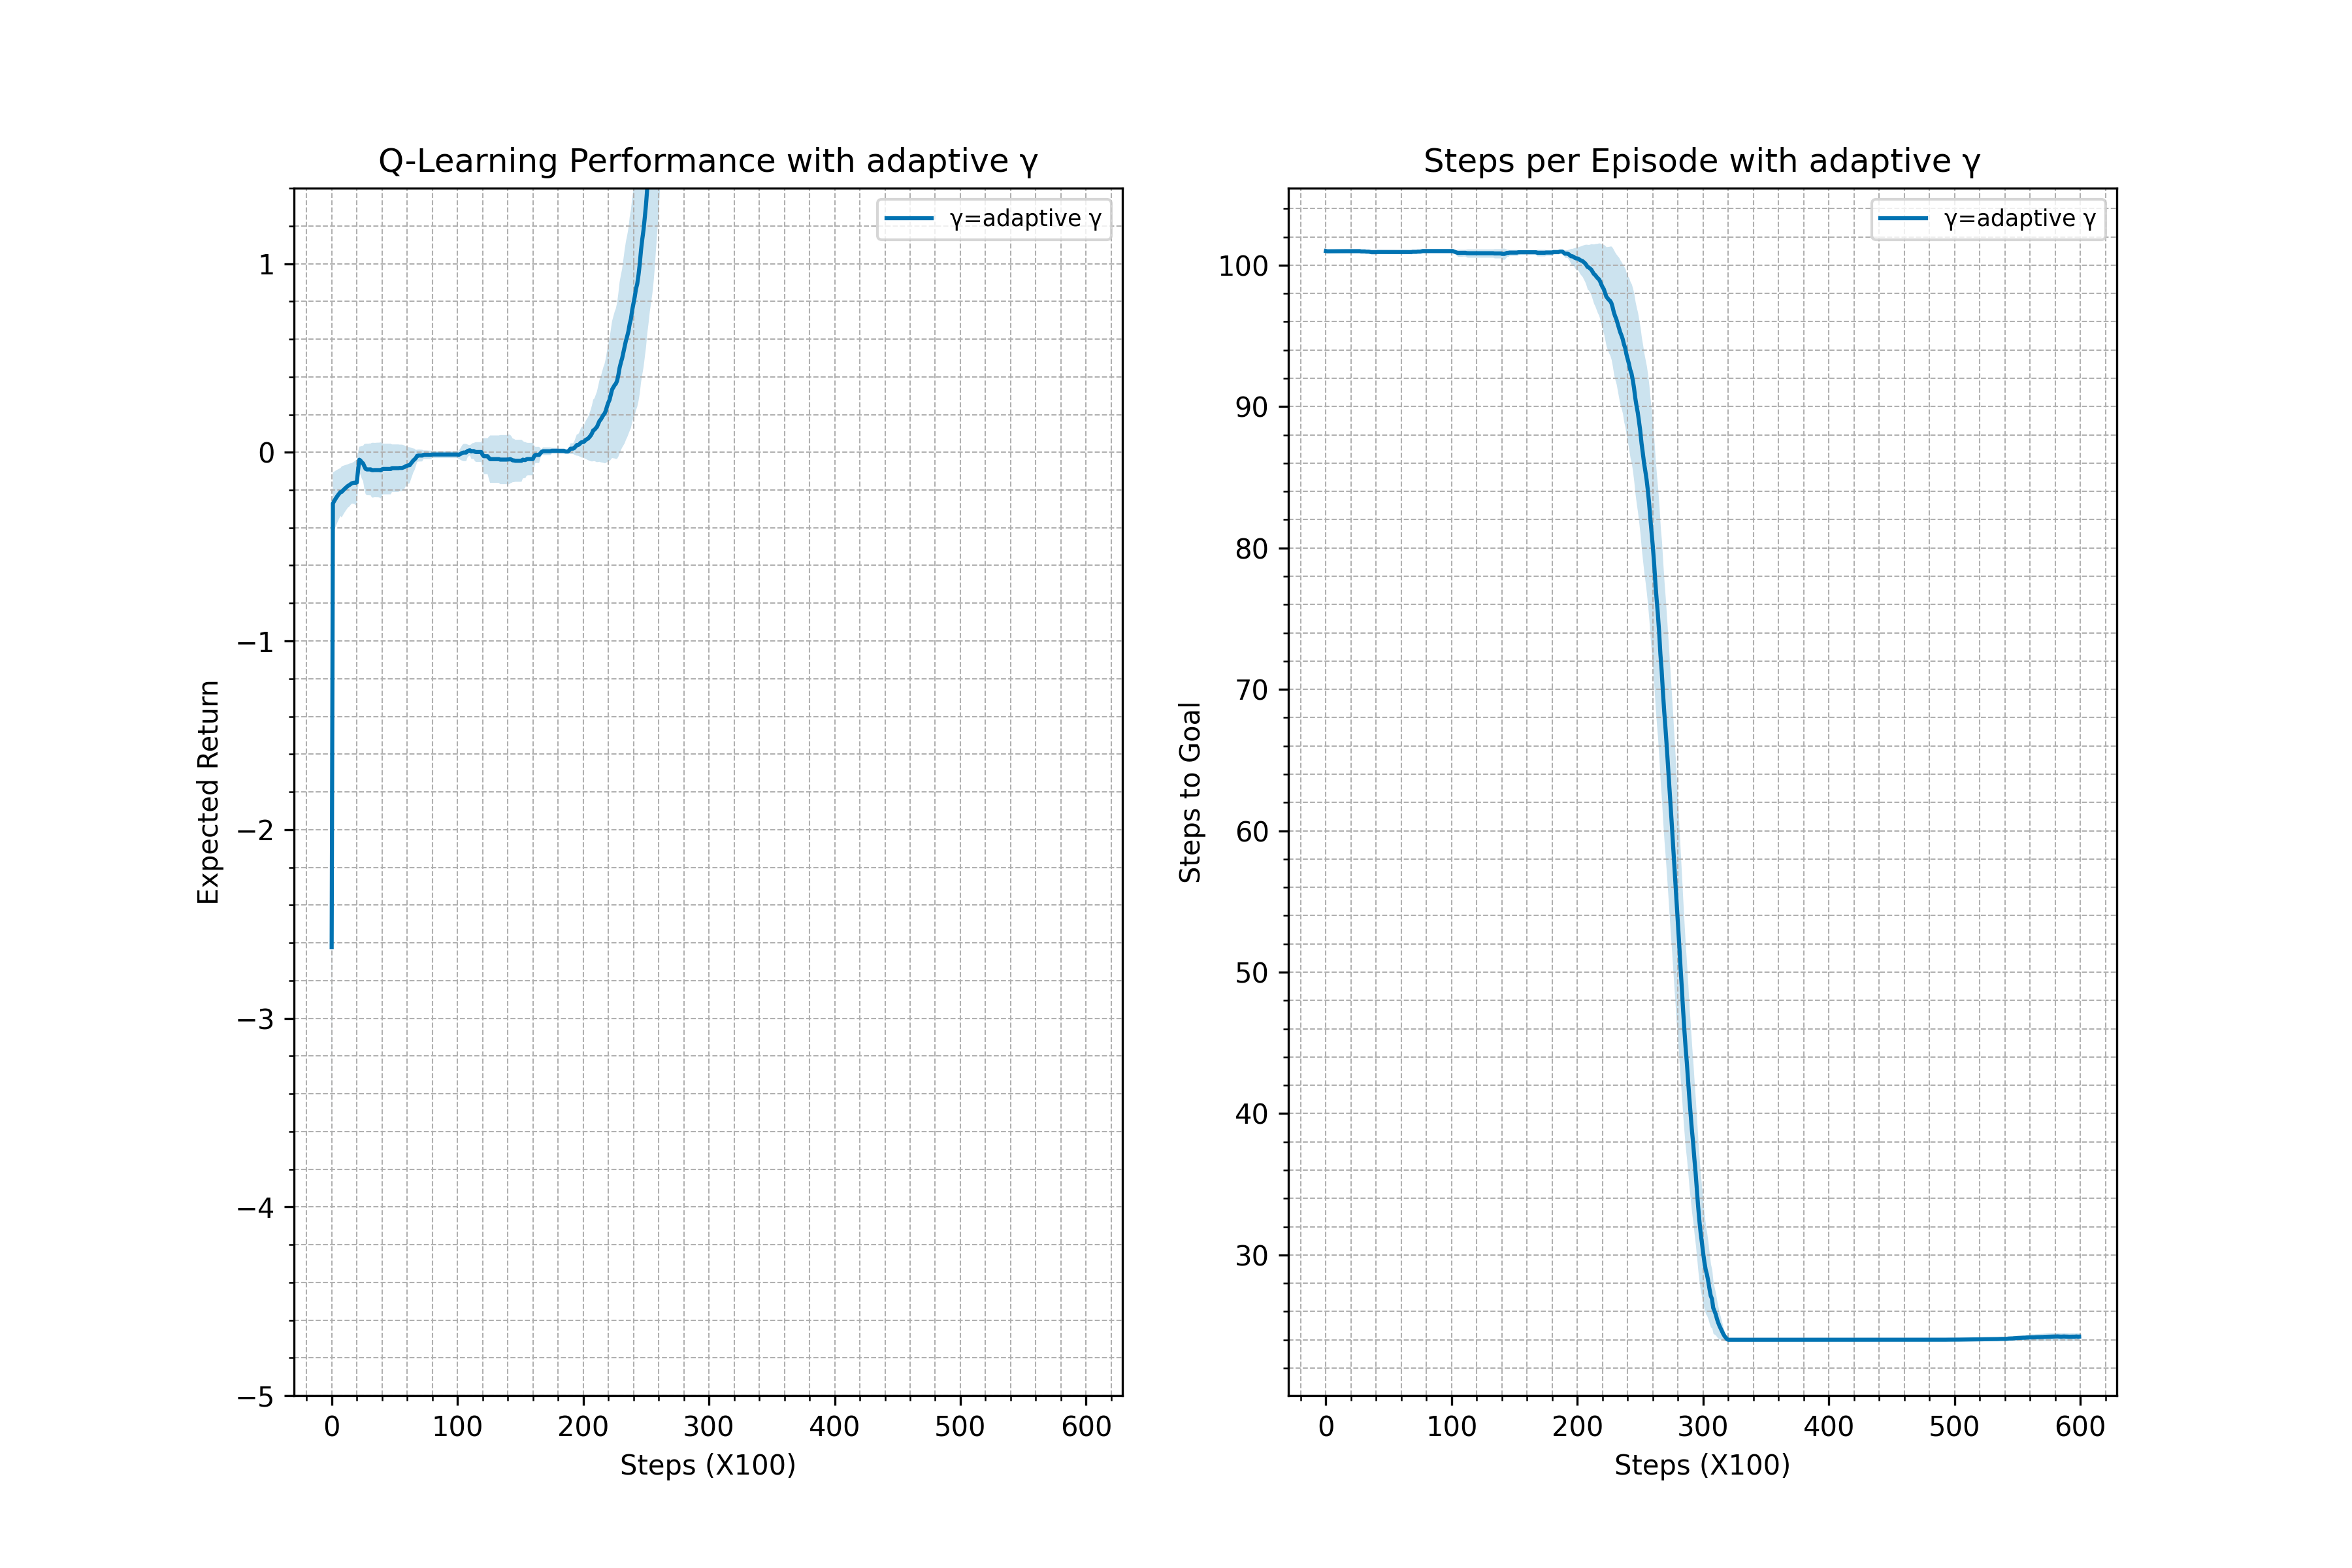 Q-Learning Performance with adaptive γ
γ=adaptive γ
1
0
−1
−2
−3
−4
−5
Expected Return
0 100 200 300 400 500 600
Steps (X100)
Steps per Episode with adaptive γ
γ=adaptive γ
100
90
80
70
60
50
40
30
Steps to Goal
0 100 200 300 400 500 600
Steps (X100)